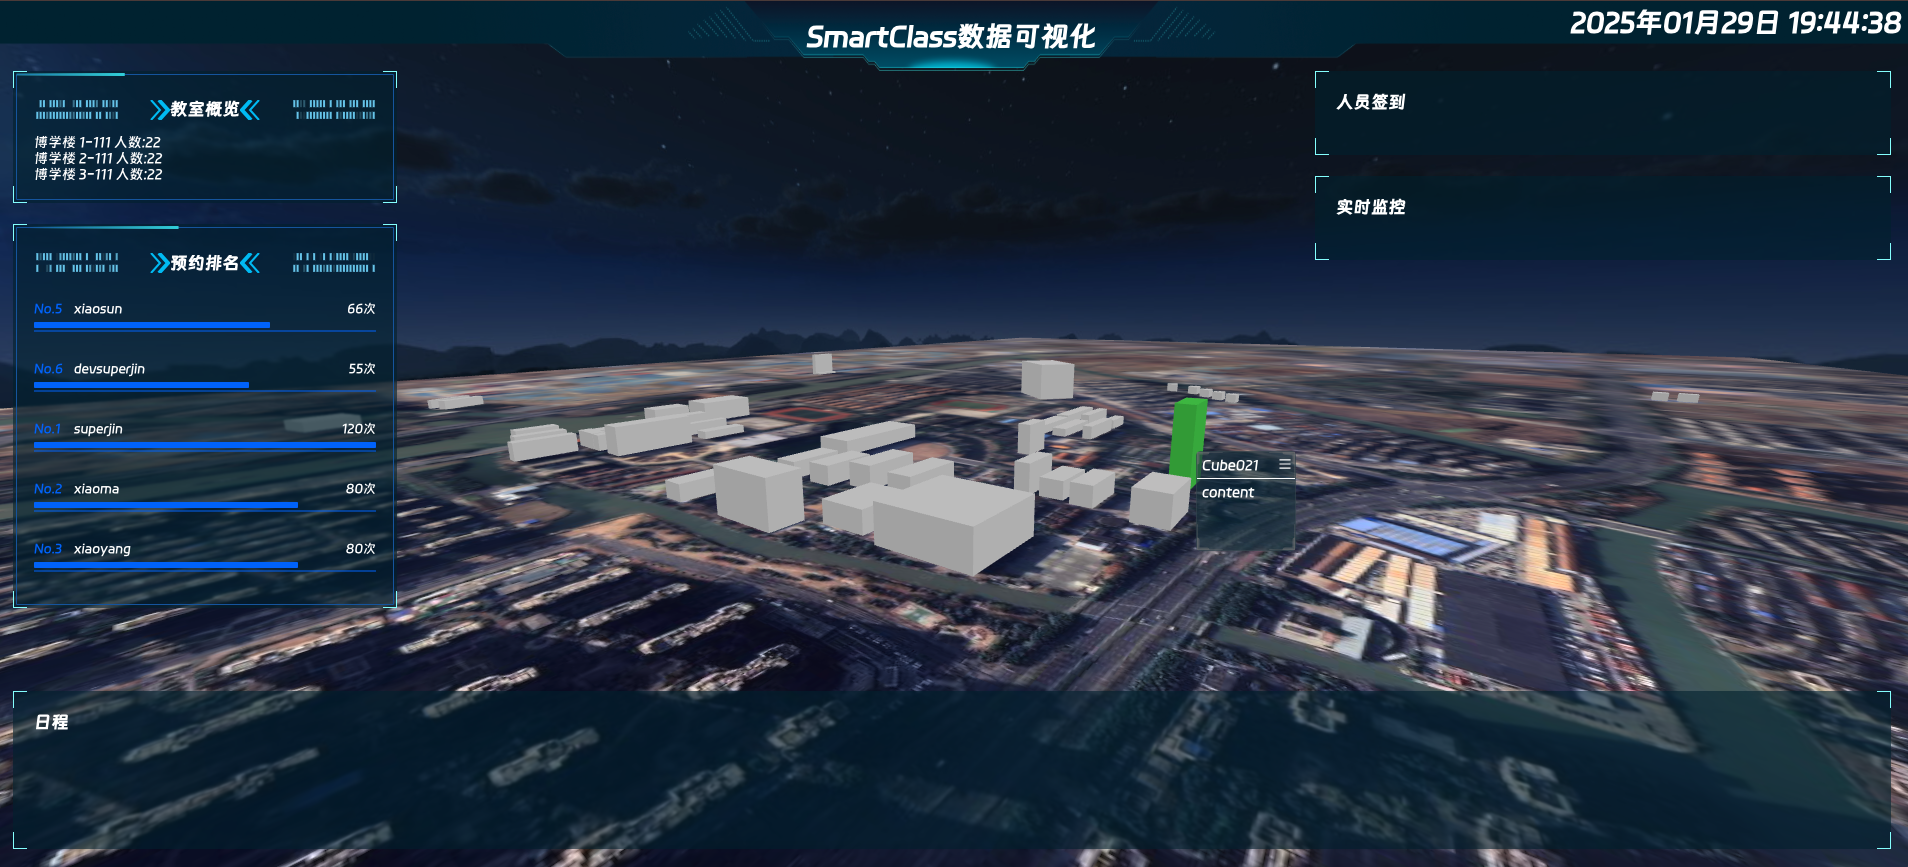 SmartClass数据可视化
2025年01月29日 19:44:38
教室概览
博学楼 1-111 人数:22
博学楼 2-111 人数:22
博学楼 3-111 人数:22
预约排名
No.5 xiaosun 66次
No.6 devsuperjin 55次
No.1 superjin 120次
No.2 xiaoma 80次
No.3 xiaoyang 80次
人员签到
实时监控
Cube021
content
日程